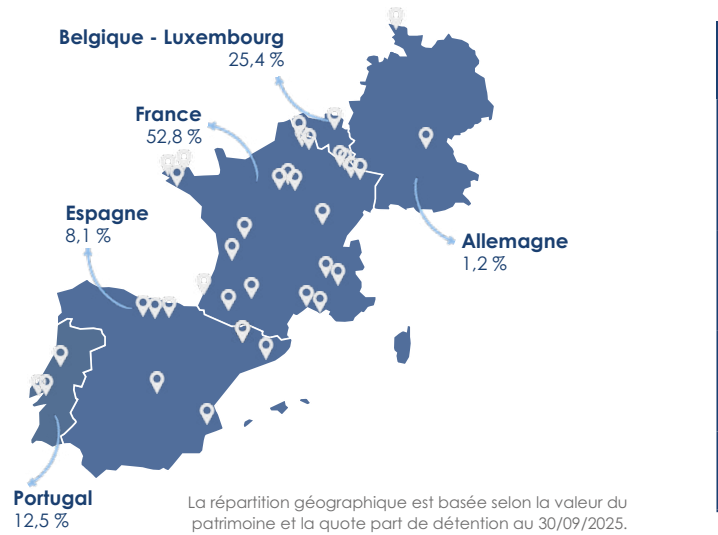 Belgique - Luxembourg
25,4 %
France
52,8 %
Espagne
8,1 %
Allemagne
1,2 %
Portugal
12,5 %
La répartition géographique est basée selon la valeur du
patrimoine et la quote part de détention au 30/09/2025.